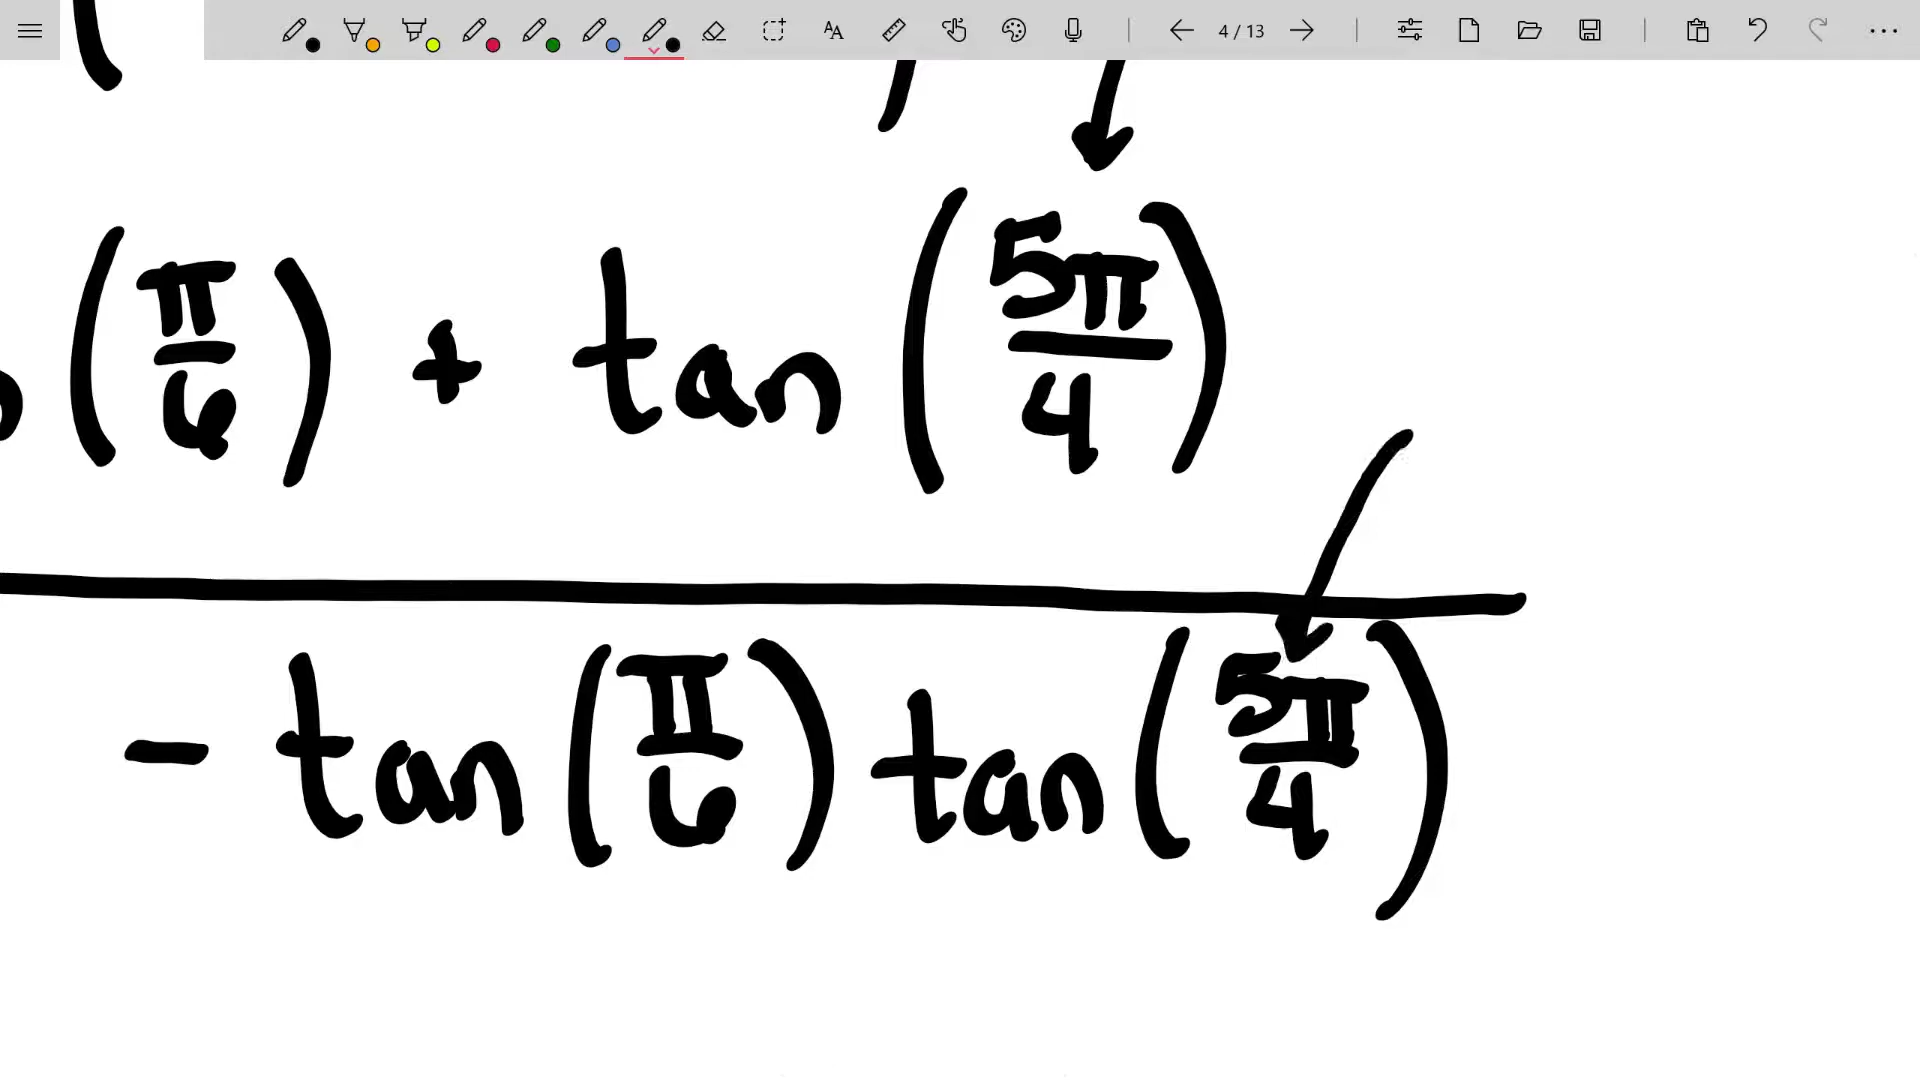 4 / 13
(π/6) + tan (5π/4)
- tan (π/6) tan (5π/4)